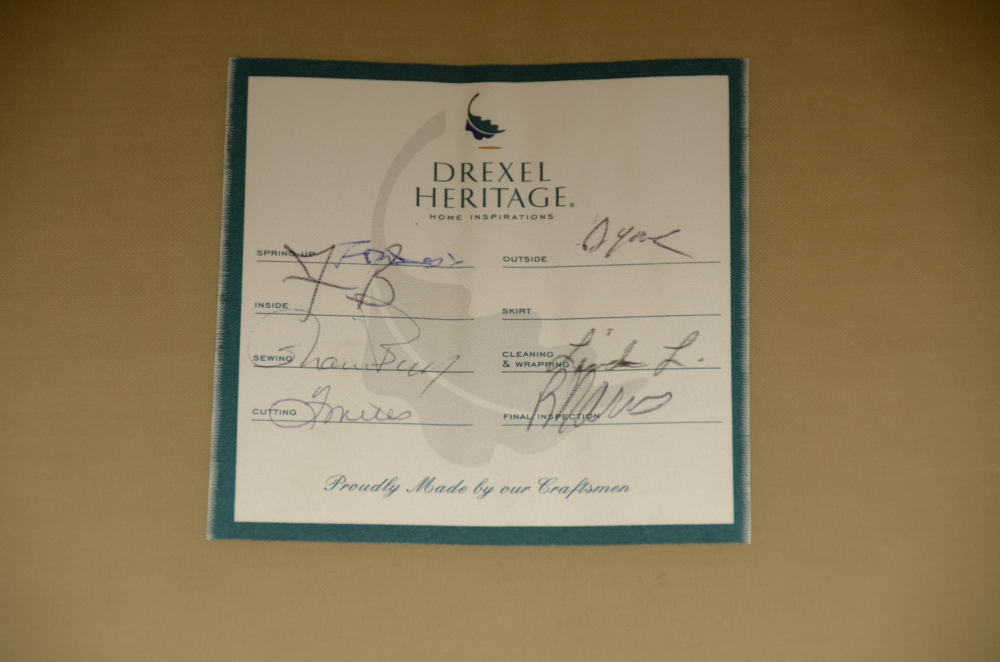 DREXEL
HERITAGE®
HOME INSPIRATIONS
SPRING-UP
INSIDE Y.B
SEWING
CUTTING
OUTSIDE
SKIRT
CLEANING
& WRAPPING Linda L.
FINAL INSPECTION
Proudly Made by our Craftsmen